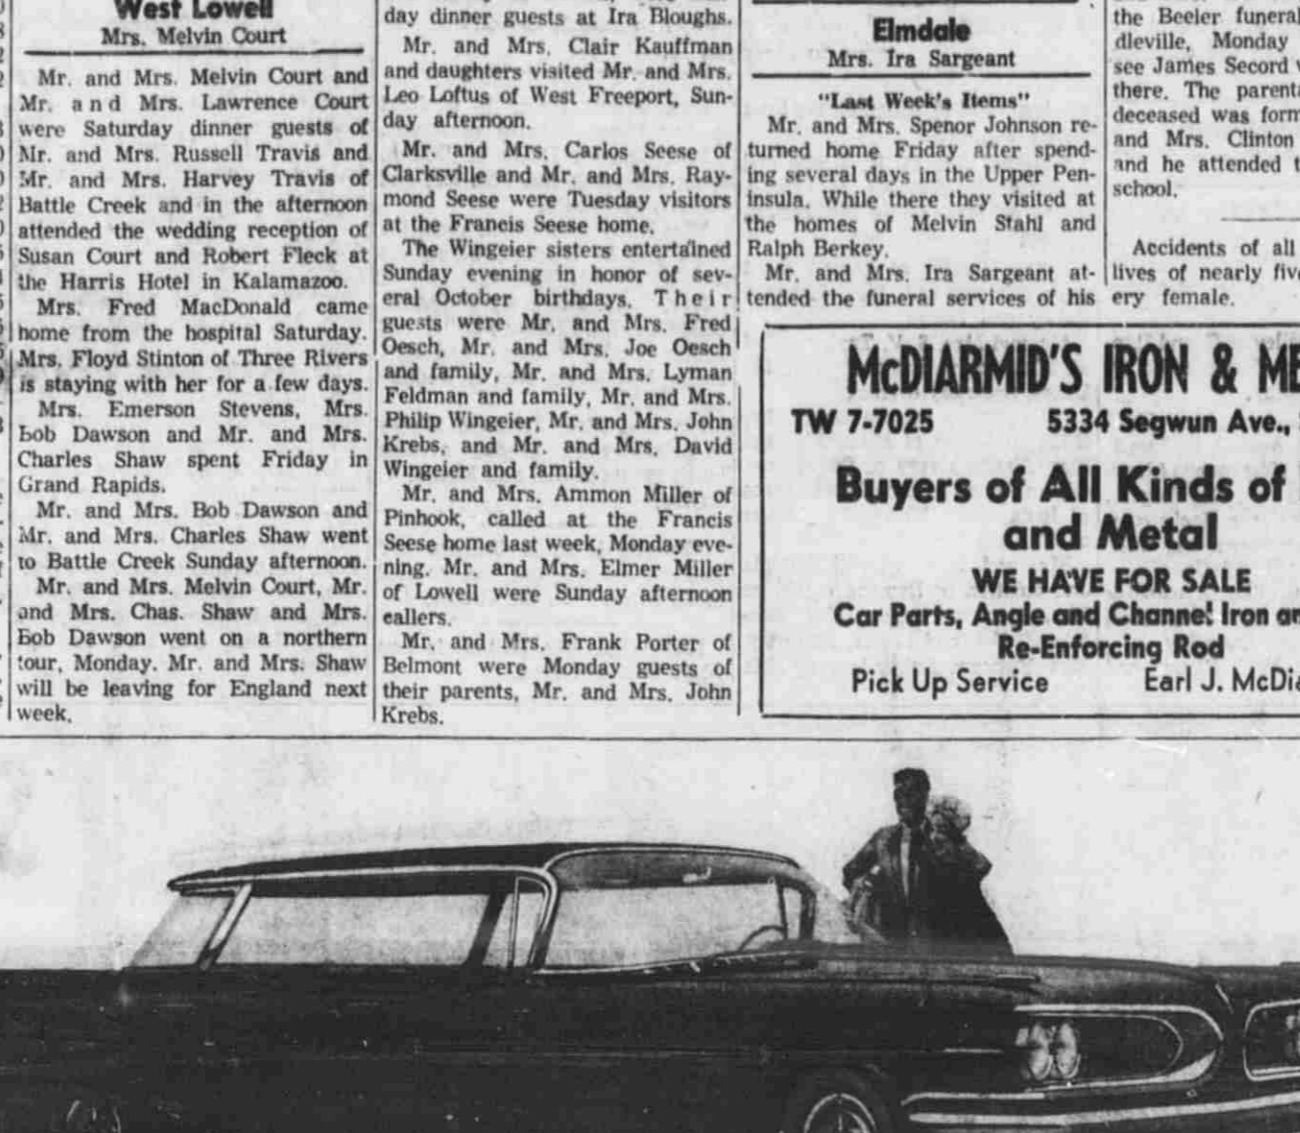 West Lowell
Mrs. Melvin Court
Mr. and Mrs. Melvin Court and
Mr. and Mrs. Lawrence Court
were Saturday dinner guests of
Mr. and Mrs. Russell Travis and
Mr. and Mrs. Harvey Travis of
Battle Creek and in the afternoon
attended the wedding reception of
Susan Court and Robert Fleck at
the Harris Hotel in Kalamazoo.
Mrs. Fred MacDonald came
home from the hospital Saturday.
Mrs. Floyd Stinton of Three Rivers
is staying with her for a few days.
Mrs. Emerson Stevens, Mrs.
Bob Dawson and Mr. and Mrs.
Charles Shaw spent Friday in
Grand Rapids.
Mr. and Mrs. Bob Dawson and
Mr. and Mrs. Charles Shaw went
to Battle Creek Sunday afternoon.
Mr. and Mrs. Melvin Court, Mr.
and Mrs. Chas. Shaw and Mrs.
Bob Dawson went on a northern
tour, Monday. Mr. and Mrs. Shaw
will be leaving for England next
week.
day dinner guests at Ira Bloughs.
Mr. and Mrs. Clair Kauffman
and daughters visited Mr. and Mrs.
Leo Loftus of West Freeport, Sun-
day afternoon.
Mr. and Mrs. Carlos Seese of
Clarksville and Mr. and Mrs. Ray-
mond Seese were Tuesday visitors
at the Francis Seese home.
The Wingeier sisters entertained
Sunday evening in honor of sev-
eral October birthdays. Their
guests were Mr. and Mrs. Fred
Oesch, Mr. and Mrs. Joe Oesch
and family, Mr. and Mrs. Lyman
Feldman and family, Mr. and Mrs.
Philip Wingeier, Mr. and Mrs. John
Krebs, and Mr. and Mrs. David
Wingeier and family.
Mr. and Mrs. Ammon Miller of
Pinhook, called at the Francis
Seese home last week, Monday eve-
ning. Mr. and Mrs. Elmer Miller
of Lowell were Sunday afternoon
eallers.
Mr. and Mrs. Frank Porter of
Belmont were Monday guests of
their parents, Mr. and Mrs. John
Krebs.
Elmdale
Mrs. Ira Sargeant
"Last Week's Items"
Mr. and Mrs. Spenor Johnson re-
turned home Friday after spend-
ing several days in the Upper Pen-
insula. While there they visited at
the homes of Melvin Stahl and
Ralph Berkey.
Mr. and Mrs. Ira Sargeant at-
tended the funeral services of his
the Beeler funeral
dleville, Monday
see James Secord
there. The parents
deceased was form
and Mrs. Clinton
and he attended t
school.
Accidents of all
lives of nearly five
ery female.
McDIARMID'S IRON & ME
TW 7-7025 5334 Segwun Ave.,
Buyers of All Kinds of
and Metal
WE HAVE FOR SALE
Car Parts, Angle and Channel Iron an
Re-Enforcing Rod
Pick Up Service Earl J. McDia